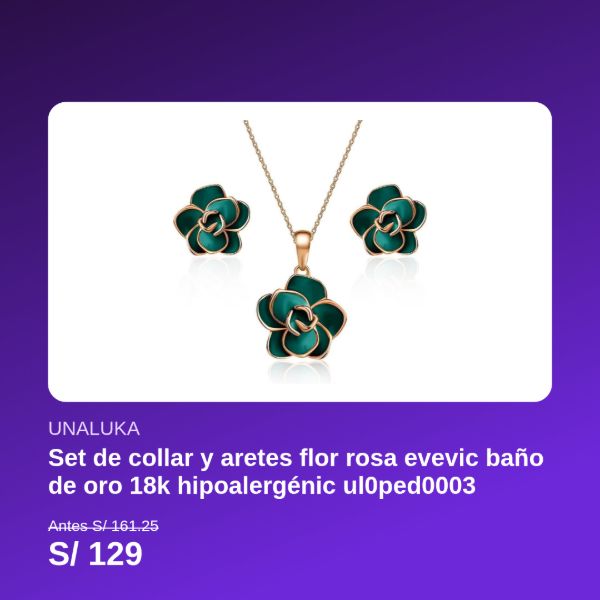 UNALUKA
Set de collar y aretes flor rosa evevic baño
de oro 18k hipoalergénic ul0ped0003
Antes S/ 161.25
S/ 129